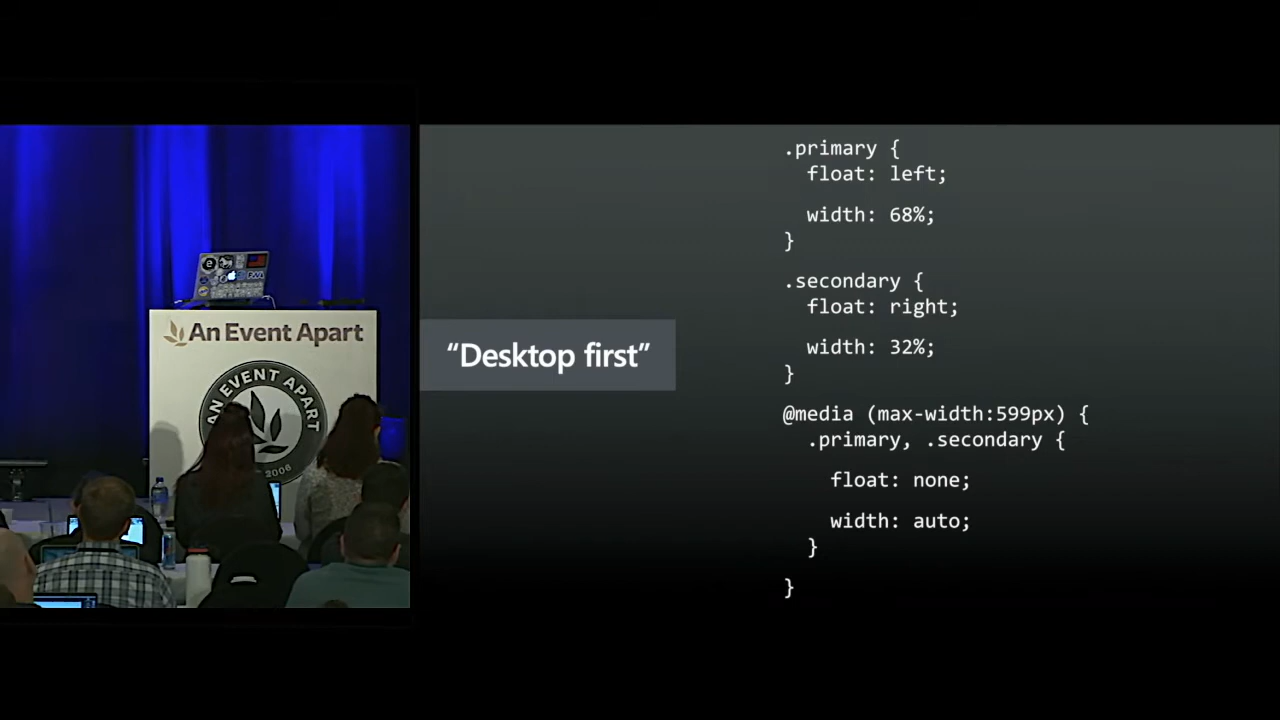 An Event Apart
AN EVENT APART
2006
“Desktop first”
.primary {
float: left;
width: 68%;
}
.secondary {
float: right;
width: 32%;
}
@media (max-width:599px) {
.primary, .secondary {
float: none;
width: auto;
}
}